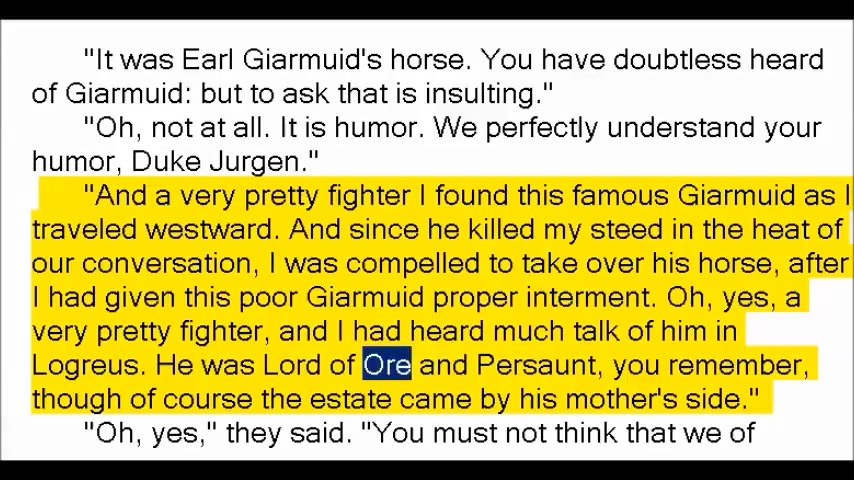 "It was Earl Giarmuid's horse. You have doubtless heard
of Giarmuid: but to ask that is insulting."
"Oh, not at all. It is humor. We perfectly understand your
humor, Duke Jurgen."
"And a very pretty fighter I found this famous Giarmuid as I
traveled westward. And since he killed my steed in the heat of
our conversation, I was compelled to take over his horse, after
I had given this poor Giarmuid proper interment. Oh, yes, a
very pretty fighter, and I had heard much talk of him in
Logreus. He was Lord of Ore and Persaunt, you remember,
though of course the estate came by his mother's side."
"Oh, yes," they said. "You must not think that we of